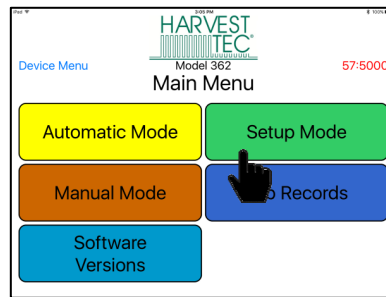 iPad
3:05 PM
100%
HARVEST
TEC
Device Menu
Model 362
57:5000
Main Menu
Automatic Mode
Setup Mode
Manual Mode
Records
Software
Versions